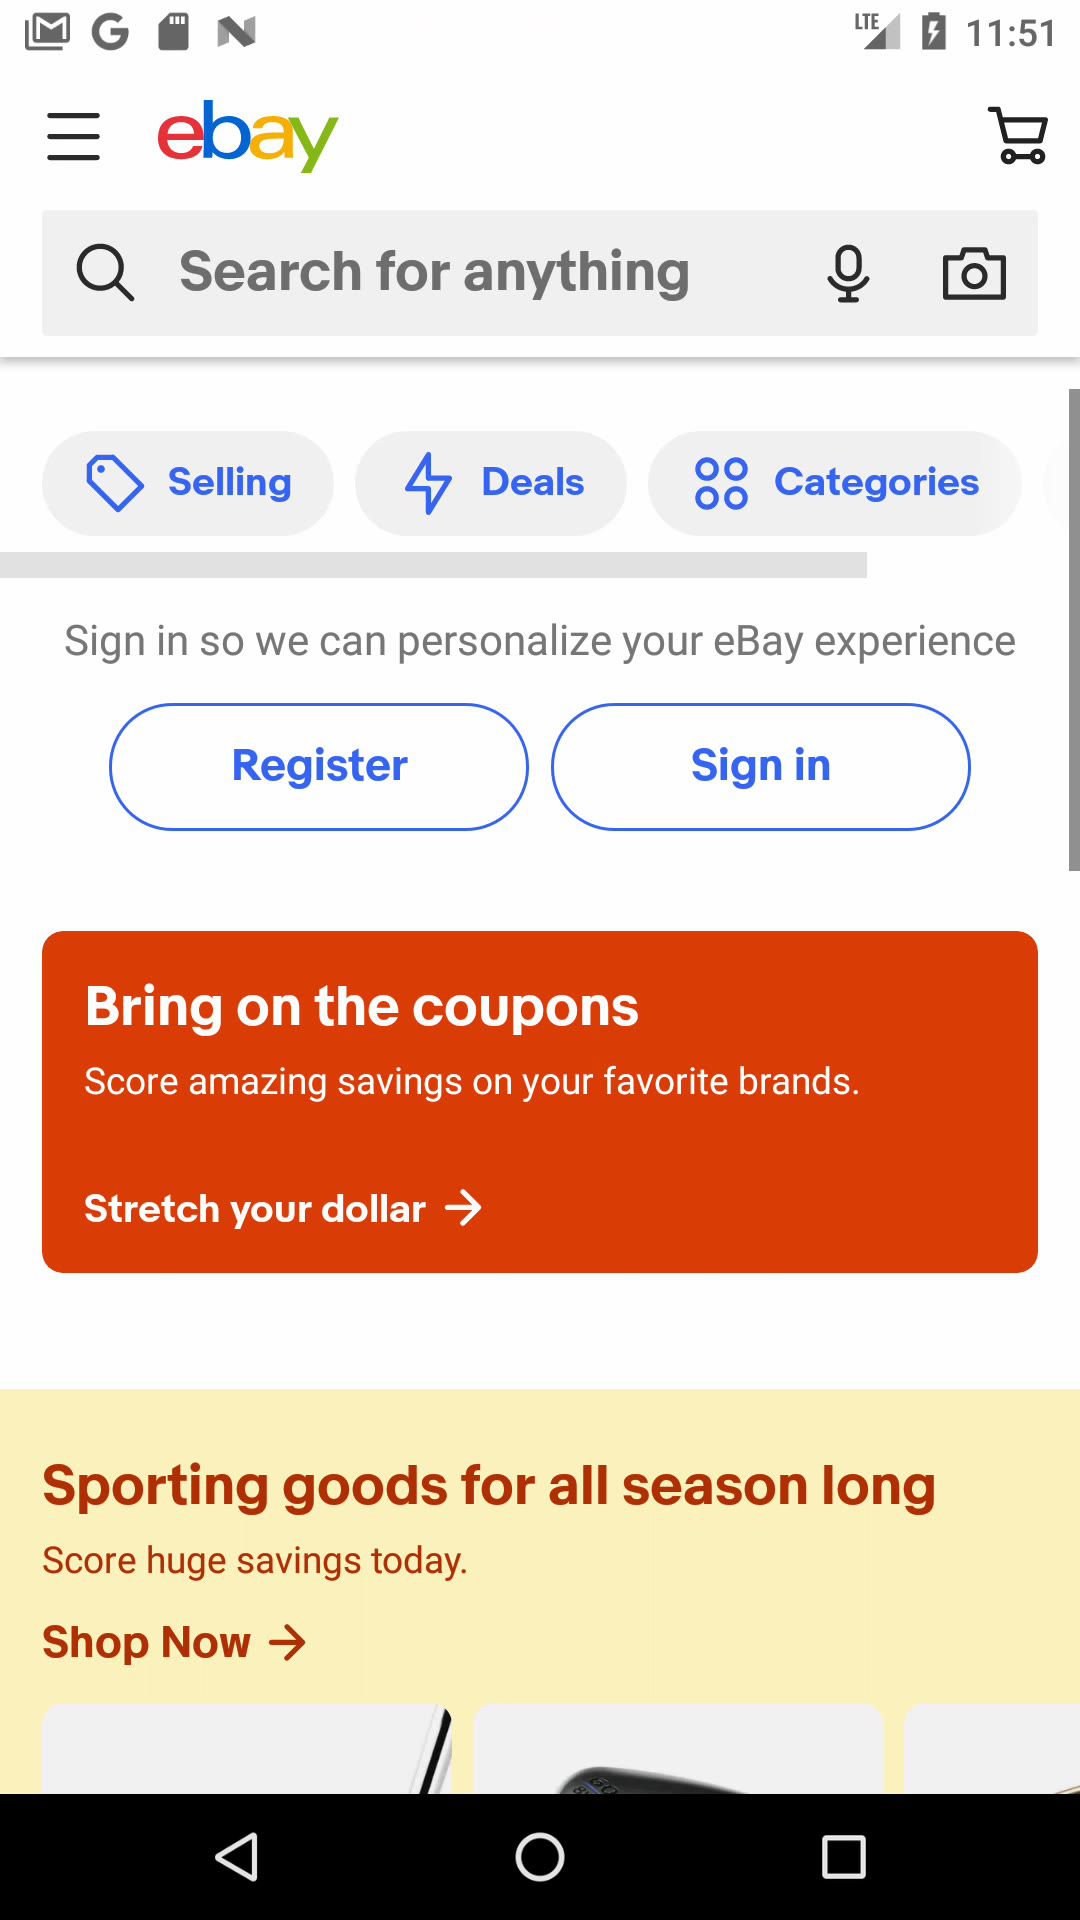 LTE 11:51
ebay
Search for anything
Selling Deals Categories
Sign in so we can personalize your eBay experience
Register Sign in
Bring on the coupons
Score amazing savings on your favorite brands.
Stretch your dollar
Sporting goods for all season long
Score huge savings today.
Shop Now